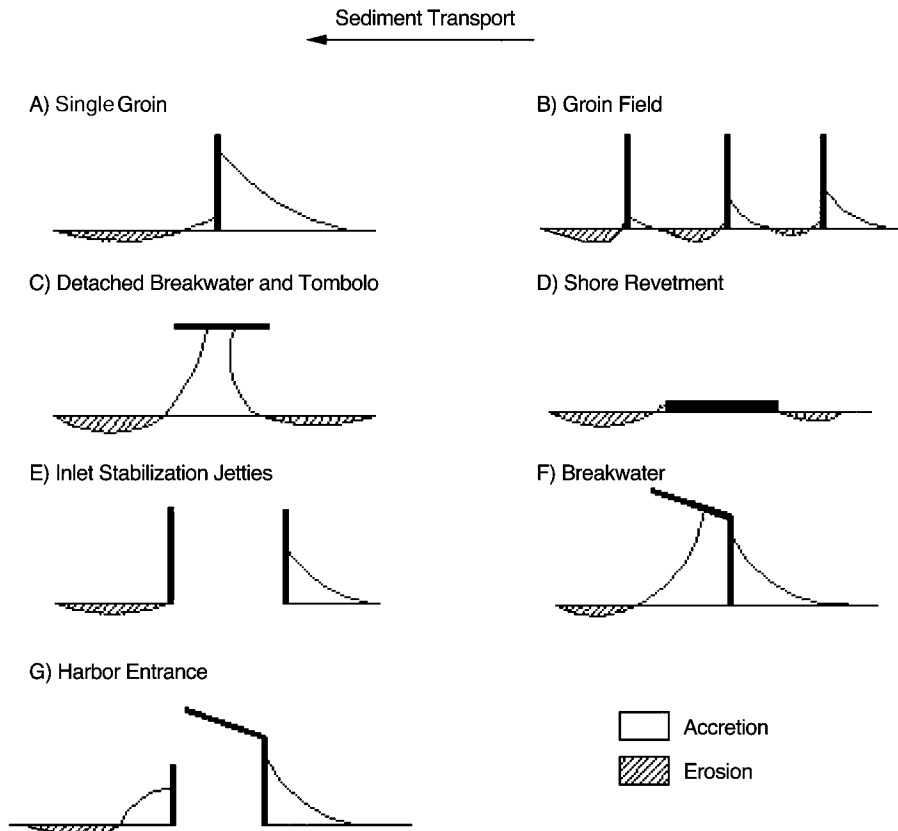 Sediment Transport
A) Single Groin
B) Groin Field
C) Detached Breakwater and Tombolo
D) Shore Revetment
E) Inlet Stabilization Jetties
F) Breakwater
G) Harbor Entrance
Accretion
Erosion